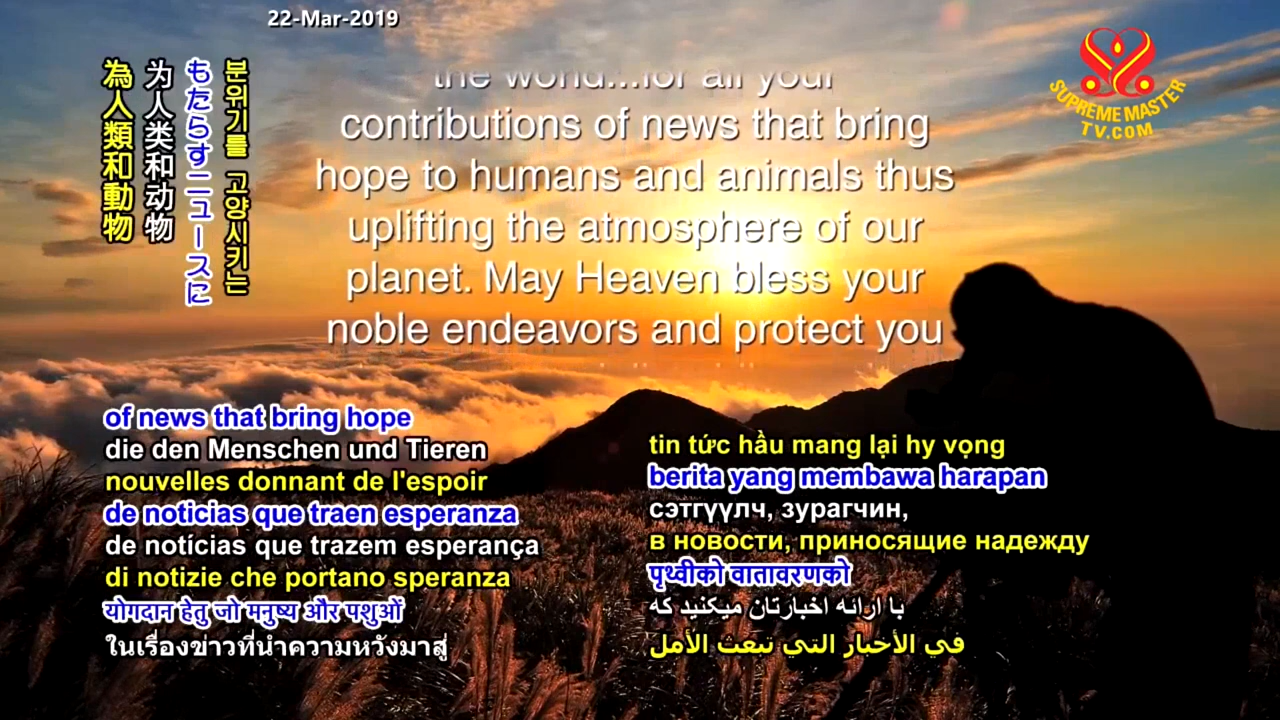 22-Mar-2019
SUPREME MASTER
TV.COM
분위기를 고양시키는
もたらすニュースに
为人类和动物
為人類和動物
the world...for all your
contributions of news that bring
hope to humans and animals thus
uplifting the atmosphere of our
planet. May Heaven bless your
noble endeavors and protect you
of news that bring hope
die den Menschen und Tieren
nouvelles donnant de l'espoir
de noticias que traen esperanza
de notícias que trazem esperança
di notizie che portano speranza
योगदान हेतु जो मनुष्य और पशुओं
ในเรื่องข่าวที่นำความหวังมาสู่
tin tức hầu mang lại hy vọng
berita yang membawa harapan
сэтгүүлч, зурагчин,
в новости, приносящие надежду
पृथ्वीको वातावरणको
با ارائه اخبارتان میکنید که
في الأخبار التي تبعث الأمل